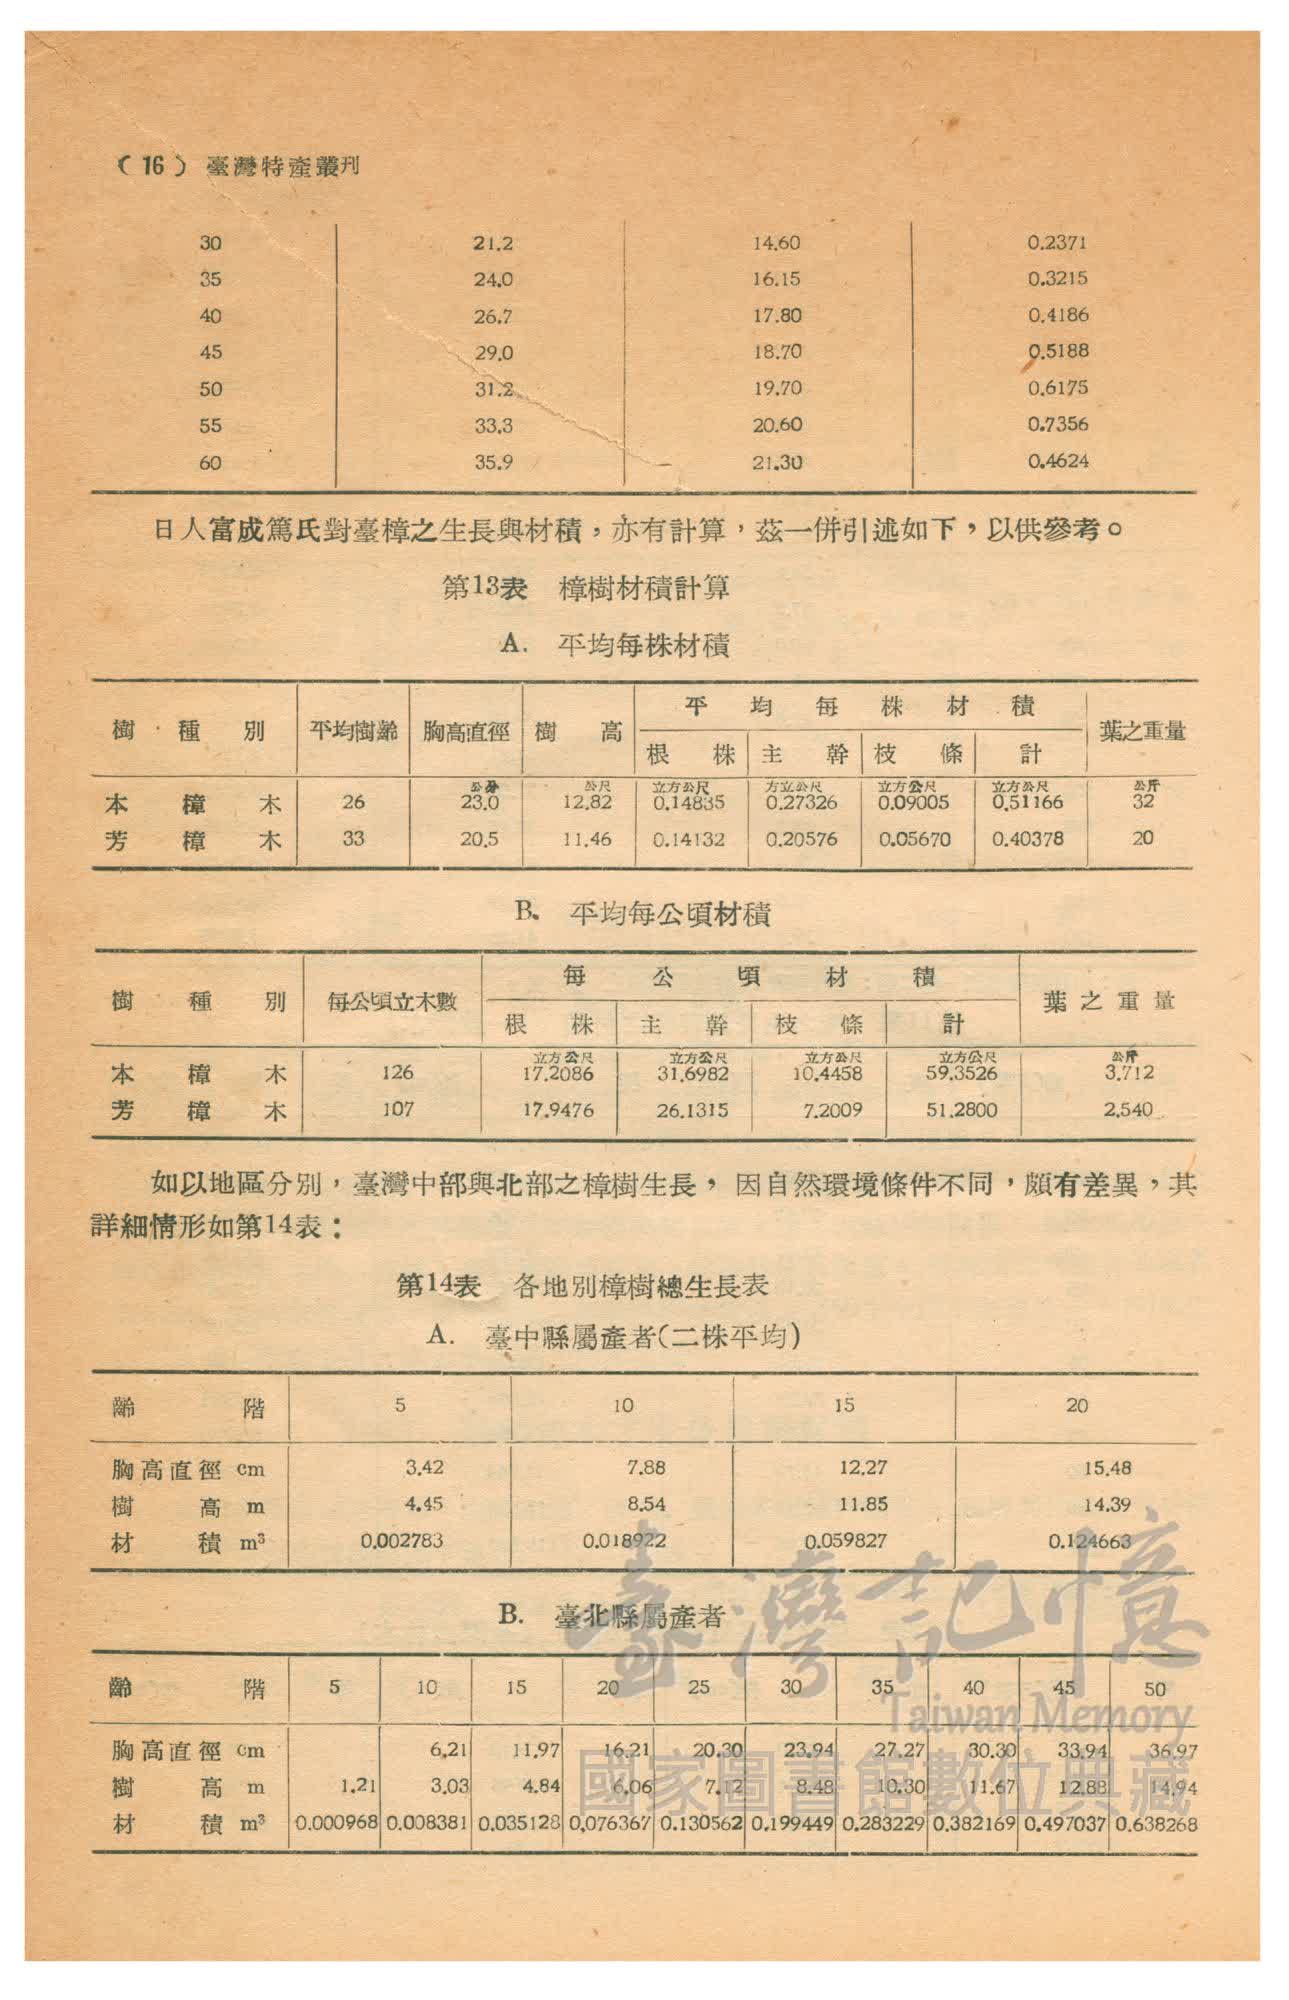 （16）臺灣特產叢刊
30 21.2 14.60 0.2371
35 24.0 16.15 0.3215
40 26.7 17.80 0.4186
45 29.0 18.70 0.5188
50 31.2 19.70 0.6175
55 33.3 20.60 0.7356
60 35.9 21.30 0.4624
日人富成篤氏對臺樟之生長與材積，亦有計算，茲一併引述如下，以供參考。
第13表 樟樹材積計算
A. 平均每株材積
樹種別 平均樹齡 胸高直徑 樹高 平均每株材積 葉之重量
根株 主幹 枝條 計
公分 公尺 立方公尺 方立公尺 立方公尺 立方公尺 公斤
本樟木 26 23.0 12.82 0.14835 0.27326 0.09005 0.51166 32
芳樟木 33 20.5 11.46 0.14132 0.20576 0.05670 0.40378 20
B. 平均每公頃材積
樹種別 每公頃立木數 每公頃材積 葉之重量
根株 主幹 枝條 計
立方公尺 立方公尺 立方公尺 立方公尺 公斤
本樟木 126 17.2086 31.6982 10.4458 59.3526 3.712
芳樟木 107 17.9476 26.1315 7.2009 51.2800 2.540
如以地區分別，臺灣中部與北部之樟樹生長，因自然環境條件不同，頗有差異，其
詳細情形如第14表：
第14表 各地別樟樹總生長表
A. 臺中縣屬產者(二株平均)
齡階 5 10 15 20
胸高直徑 cm 3.42 7.88 12.27 15.48
樹高 m 4.45 8.54 11.85 14.39
材積 m³ 0.002783 0.018922 0.059827 0.124663
B. 臺北縣屬產者
齡階 5 10 15 20 25 30 35 40 45 50
胸高直徑 cm 6.21 11.97 16.21 20.30 23.94 27.27 30.30 33.94 36.97
樹高 m 1.21 3.03 4.84 6.06 7.12 8.48 10.30 11.67 12.88 14.94
材積 m³ 0.000968 0.008381 0.035128 0.076367 0.130562 0.199449 0.283229 0.382169 0.497037 0.638268
臺灣記憶
Taiwan Memory
國家圖書館數位典藏